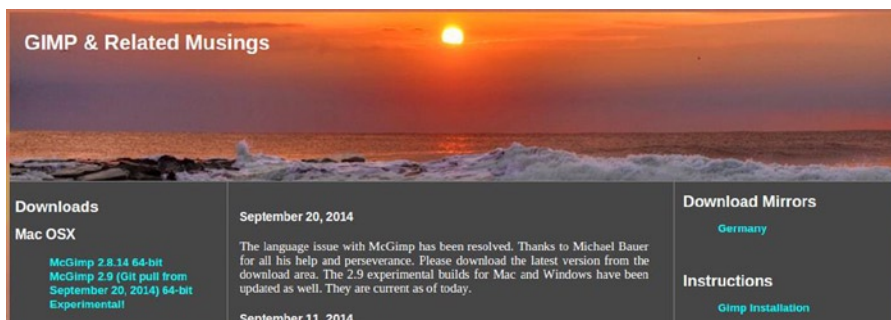 GIMP & Related Musings
Downloads
Mac OSX
McGimp 2.8.14 64-bit
McGimp 2.9 (Git pull from
September 20, 2014) 64-bit
Experimental!
September 20, 2014
The language issue with McGimp has been resolved. Thanks to Michael Bauer
for all his help and perseverance. Please download the latest version from the
download area. The 2.9 experimental builds for Mac and Windows have been
updated as well. They are current as of today.
September 11, 2014
Download Mirrors
Germany
Instructions
Gimp Installation